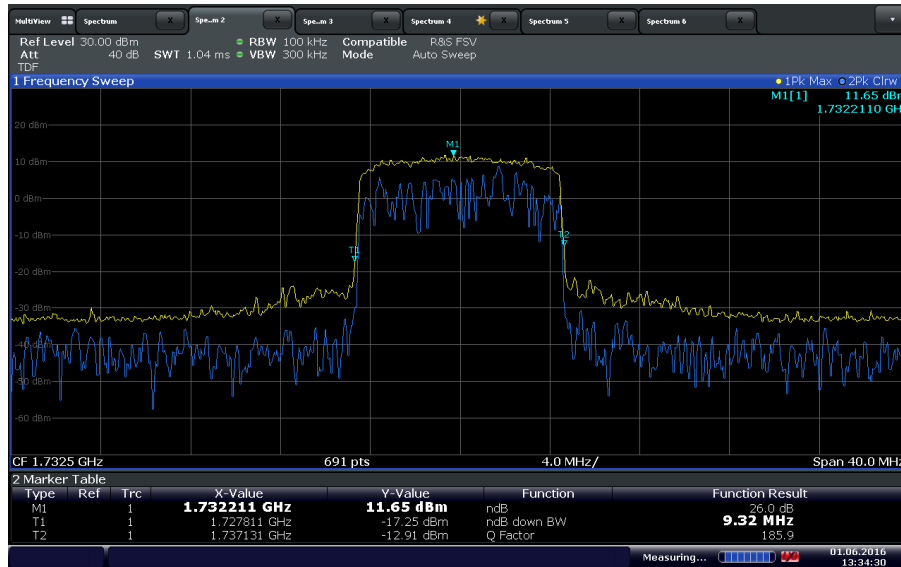 MultiView Spectrum X Spe...m 2 X Spe...m 3 X Spectrum 4 X Spectrum 5 X Spectrum 6 X
Ref Level 30.00 dBm RBW 100 kHz Compatible R&S FSV
Att 40 dB SWT 1.04 ms VBW 300 kHz Mode Auto Sweep
TDF
1 Frequency Sweep 1Pk Max 2Pk Clrw
M1[1] 11.65 dBm
1.7322110 GH
20 dBm
M1
10 dBm
0 dBm
-10 dBm
T2
T1
-20 dBm
-30 dBm
-40 dBm
-50 dBm
-60 dBm
CF 1.7325 GHz 691 pts 4.0 MHz/ Span 40.0 MHz
2 Marker Table
Type Ref Trc X-Value Y-Value Function Function Result
M1 1 1.732211 GHz 11.65 dBm ndB 26.0 dB
T1 1 1.727811 GHz -17.25 dBm ndB down BW 9.32 MHz
T2 1 1.737131 GHz -12.91 dBm Q Factor 185.9
Measuring... 01.06.2016
13:34:30